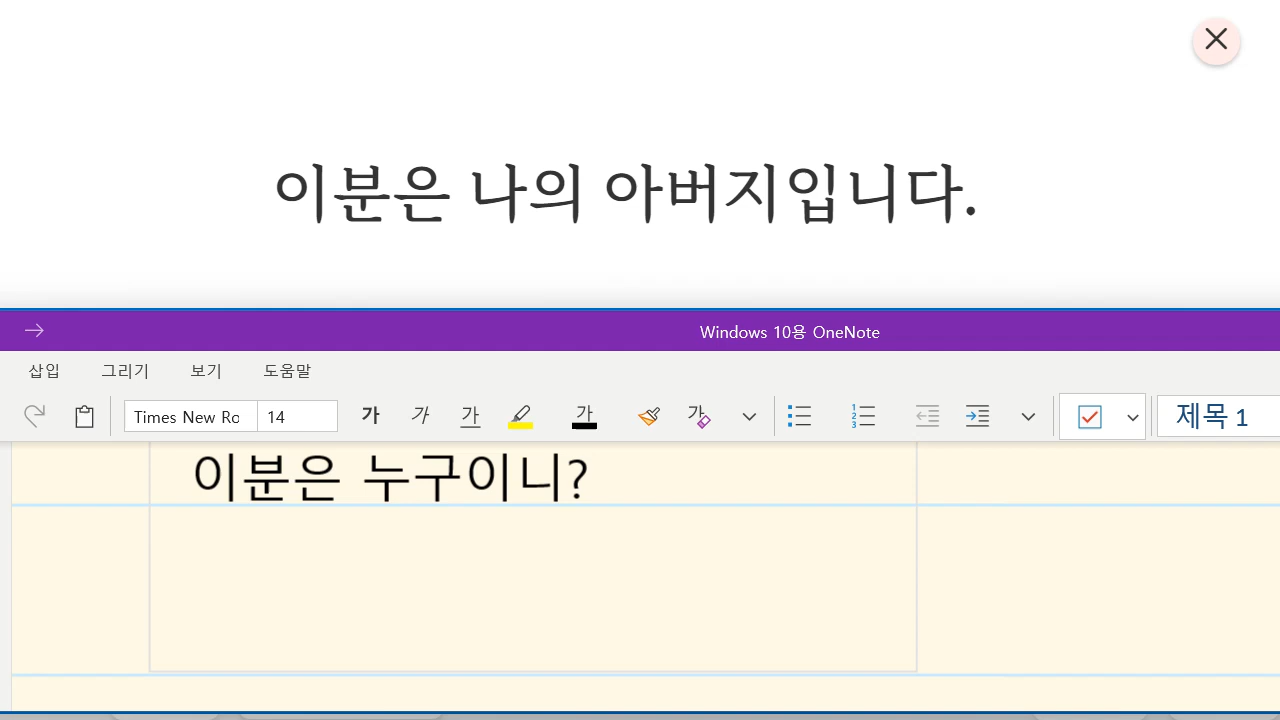 이분은 나의 아버지입니다.
Windows 10용 OneNote
삽입 그리기 보기 도움말
Times New Ro 14 가 가 가 가 가 제목 1
이분은 누구이니?